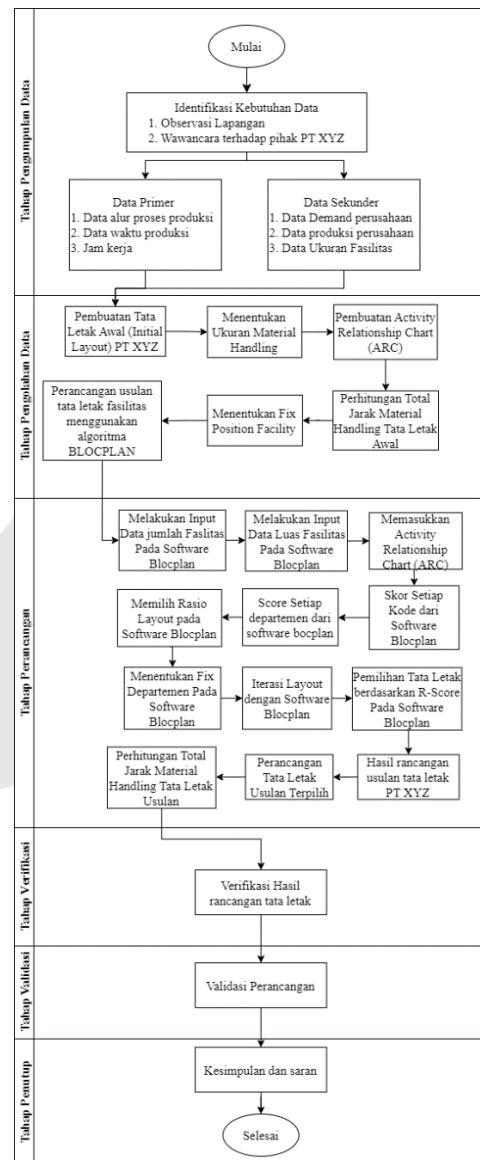 Tahap Pengumpulan Data
Mulai
Identifikasi Kebutuhan Data
1. Observasi Lapangan
2. Wawancara terhadap pihak PT XYZ
Data Primer
1. Data alur proses produksi
2. Data waktu produksi
3. Jam kerja
Data Sekunder
1. Data Demand perusahaan
2. Data produksi perusahaan
3. Data Ukuran Fasilitas
Tahap Pengolahan Data
Pembuatan Tata
Letak Awal (Initial
Layout) PT XYZ
Menentukan
Ukuran Material
Handling
Pembuatan Activity
Relationship Chart
(ARC)
Perhitungan Total
Jarak Material
Handling Tata Letak
Awal
Menentukan Fix
Position Facility
Perancangan usulan
tata letak fasilitas
menggunakan
algoritma
BLOCPLAN
Tahap Perancangan
Melakukan Input
Data jumlah Fasilitas
Pada Software
Blocplan
Melakukan Input
Data Luas Fasilitas
Pada Software
Blocplan
Memasukkan
Activity
Relationship
Chart (ARC)
Skor Setiap
Kode dari
Software
Blocplan
Score Setiap
departemen dari
software bocplan
Memilih Rasio
Layout pada
Software Blocplan
Menentukan Fix
Departemen Pada
Software
Blocplan
Iterasi Layout
dengan Software
Blocplan
Pemilihan Tata Letak
berdasarkan R-Score
Pada Software
Blocplan
Hasil rancangan
usulan tata letak
PT XYZ
Perancangan
Tata Letak
Usulan Terpilih
Perhitungan Total
Jarak Material
Handling Tata Letak
Usulan
Tahap Verifikasi
Verifikasi Hasil
rancangan tata letak
Tahap Validasi
Validasi Perancangan
Tahap Penutup
Kesimpulan dan saran
Selesai